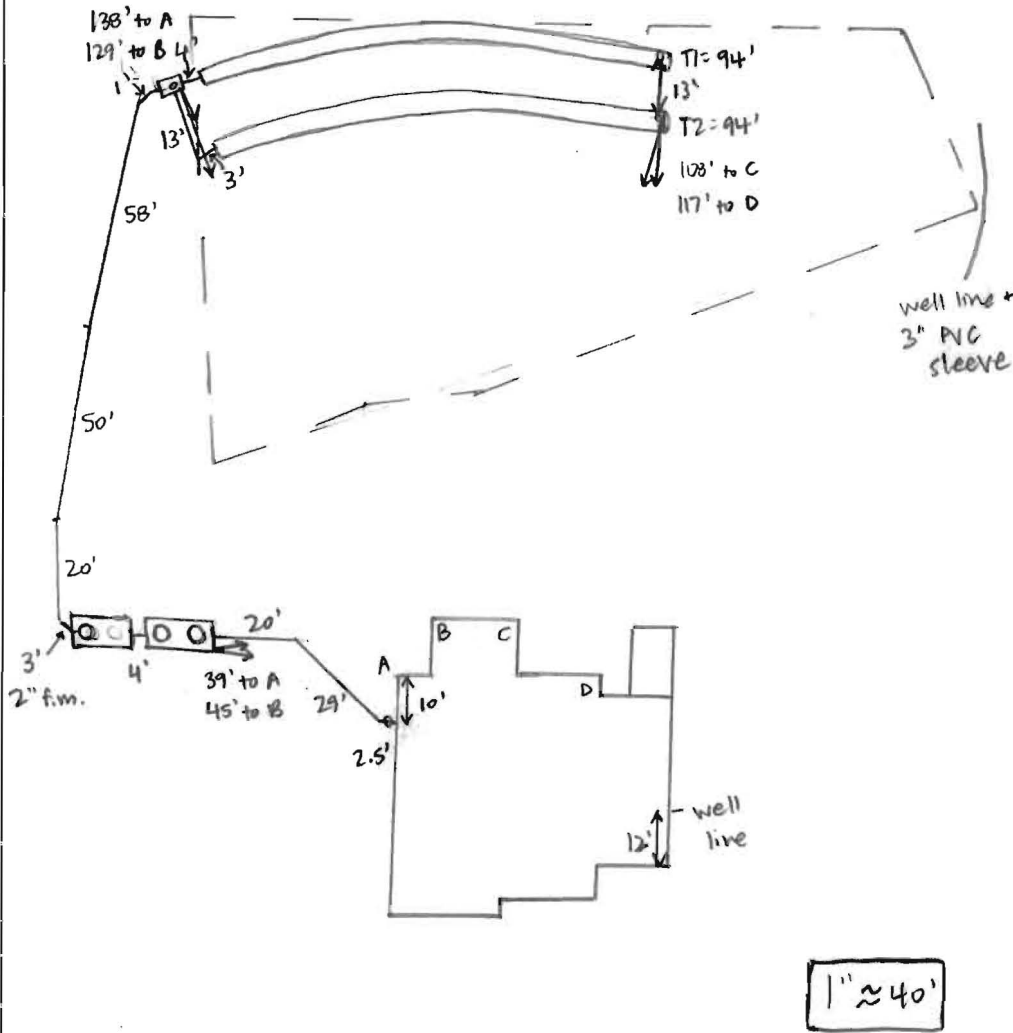 138' to A
129' to B
4'
1'
13'
3'
T1=94'
13'
T2=94'
108' to C
117' to D
58'
well line +
3" PVC
sleeve
50'
20'
3'
2" f.m.
4'
20'
39' to A
45' to B
29'
2.5'
A
B
C
D
10'
well
line
12'
1" ≈ 40'